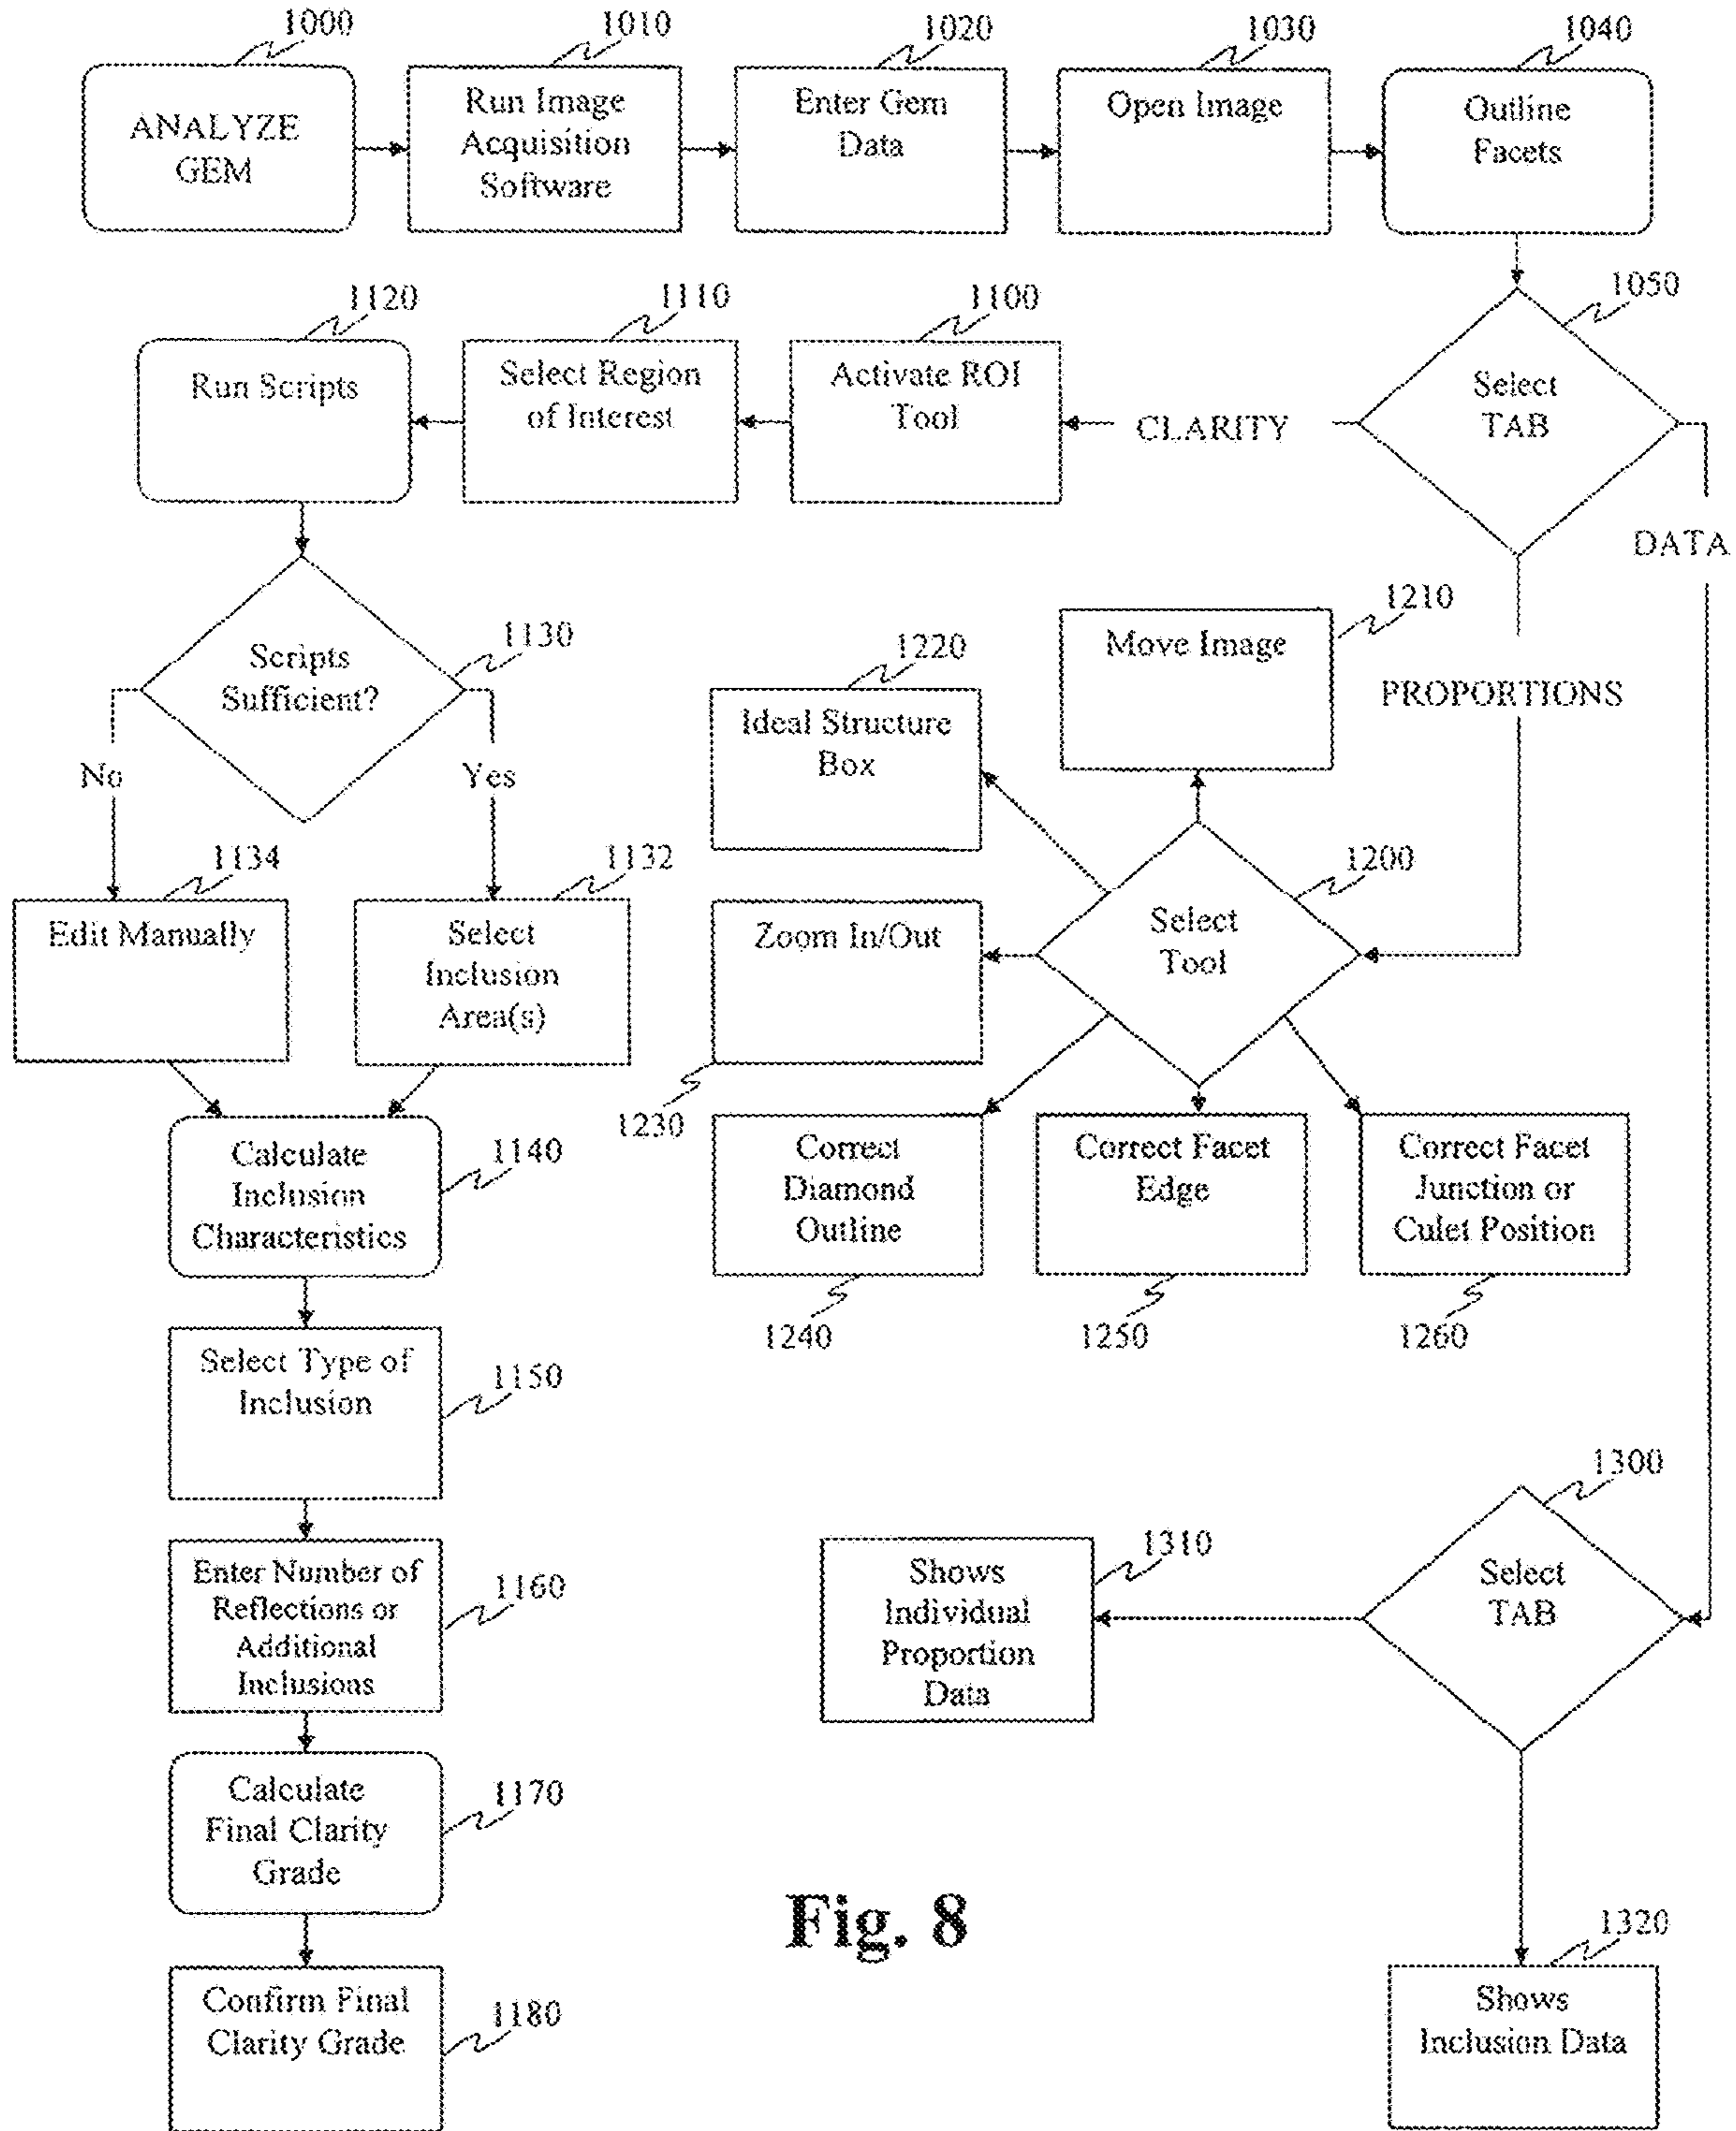 1000
ANALYZE
GEM
1010
Run Image
Acquisition
Software
1020
Enter Gem
Data
1030
Open Image
1040
Outline
Facets
1050
Select
TAB
CLARITY
DATA
PROPORTIONS
1100
Activate ROI
Tool
1110
Select Region
of Interest
1120
Run Scripts
1130
Scripts
Sufficient?
No
Yes
1134
Edit Manually
1132
Select
Inclusion
Area(s)
1140
Calculate
Inclusion
Characteristics
1150
Select Type of
Inclusion
1160
Enter Number of
Reflections or
Additional
Inclusions
1170
Calculate
Final Clarity
Grade
1180
Confirm Final
Clarity Grade
1200
Select
Tool
1210
Move Image
1220
Ideal Structure
Box
Zoom In/Out
1230
Correct
Diamond
Outline
1240
Correct Facet
Edge
1250
Correct Facet
Junction or
Culet Position
1260
1300
Select
TAB
1310
Shows
Individual
Proportion
Data
1320
Shows
Inclusion Data
Fig. 8